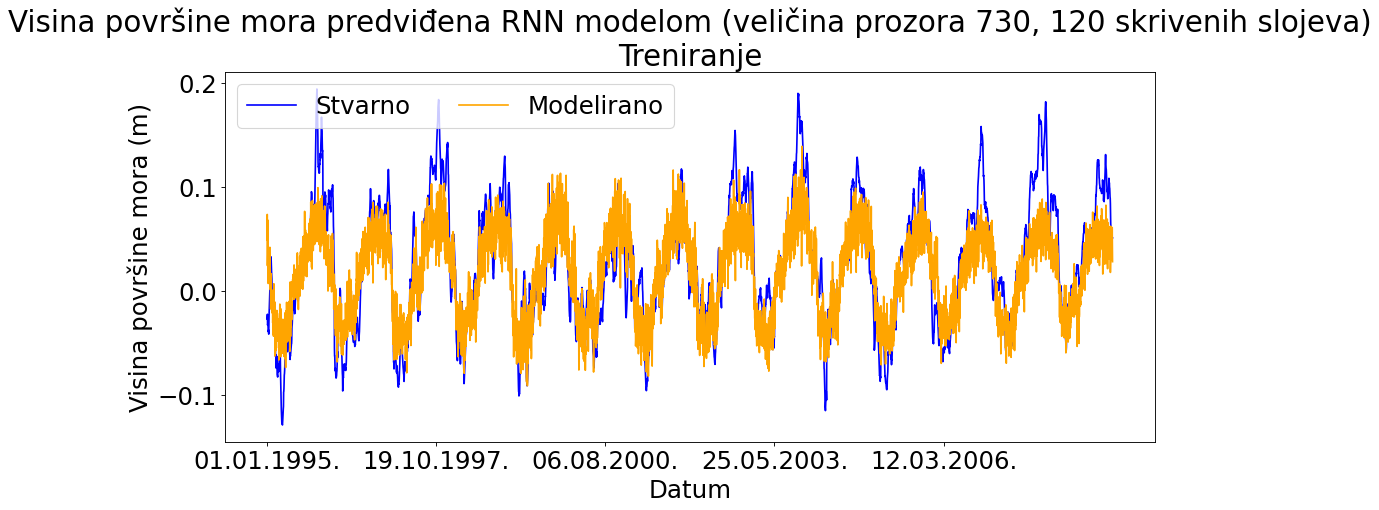 Visina površine mora predviđena RNN modelom (veličina prozora 730, 120 skrivenih slojeva)
Treniranje
Stvarno
Modelirano
Visina površine mora (m)
0.2
0.1
0.0
−0.1
01.01.1995.
19.10.1997.
06.08.2000.
25.05.2003.
12.03.2006.
Datum